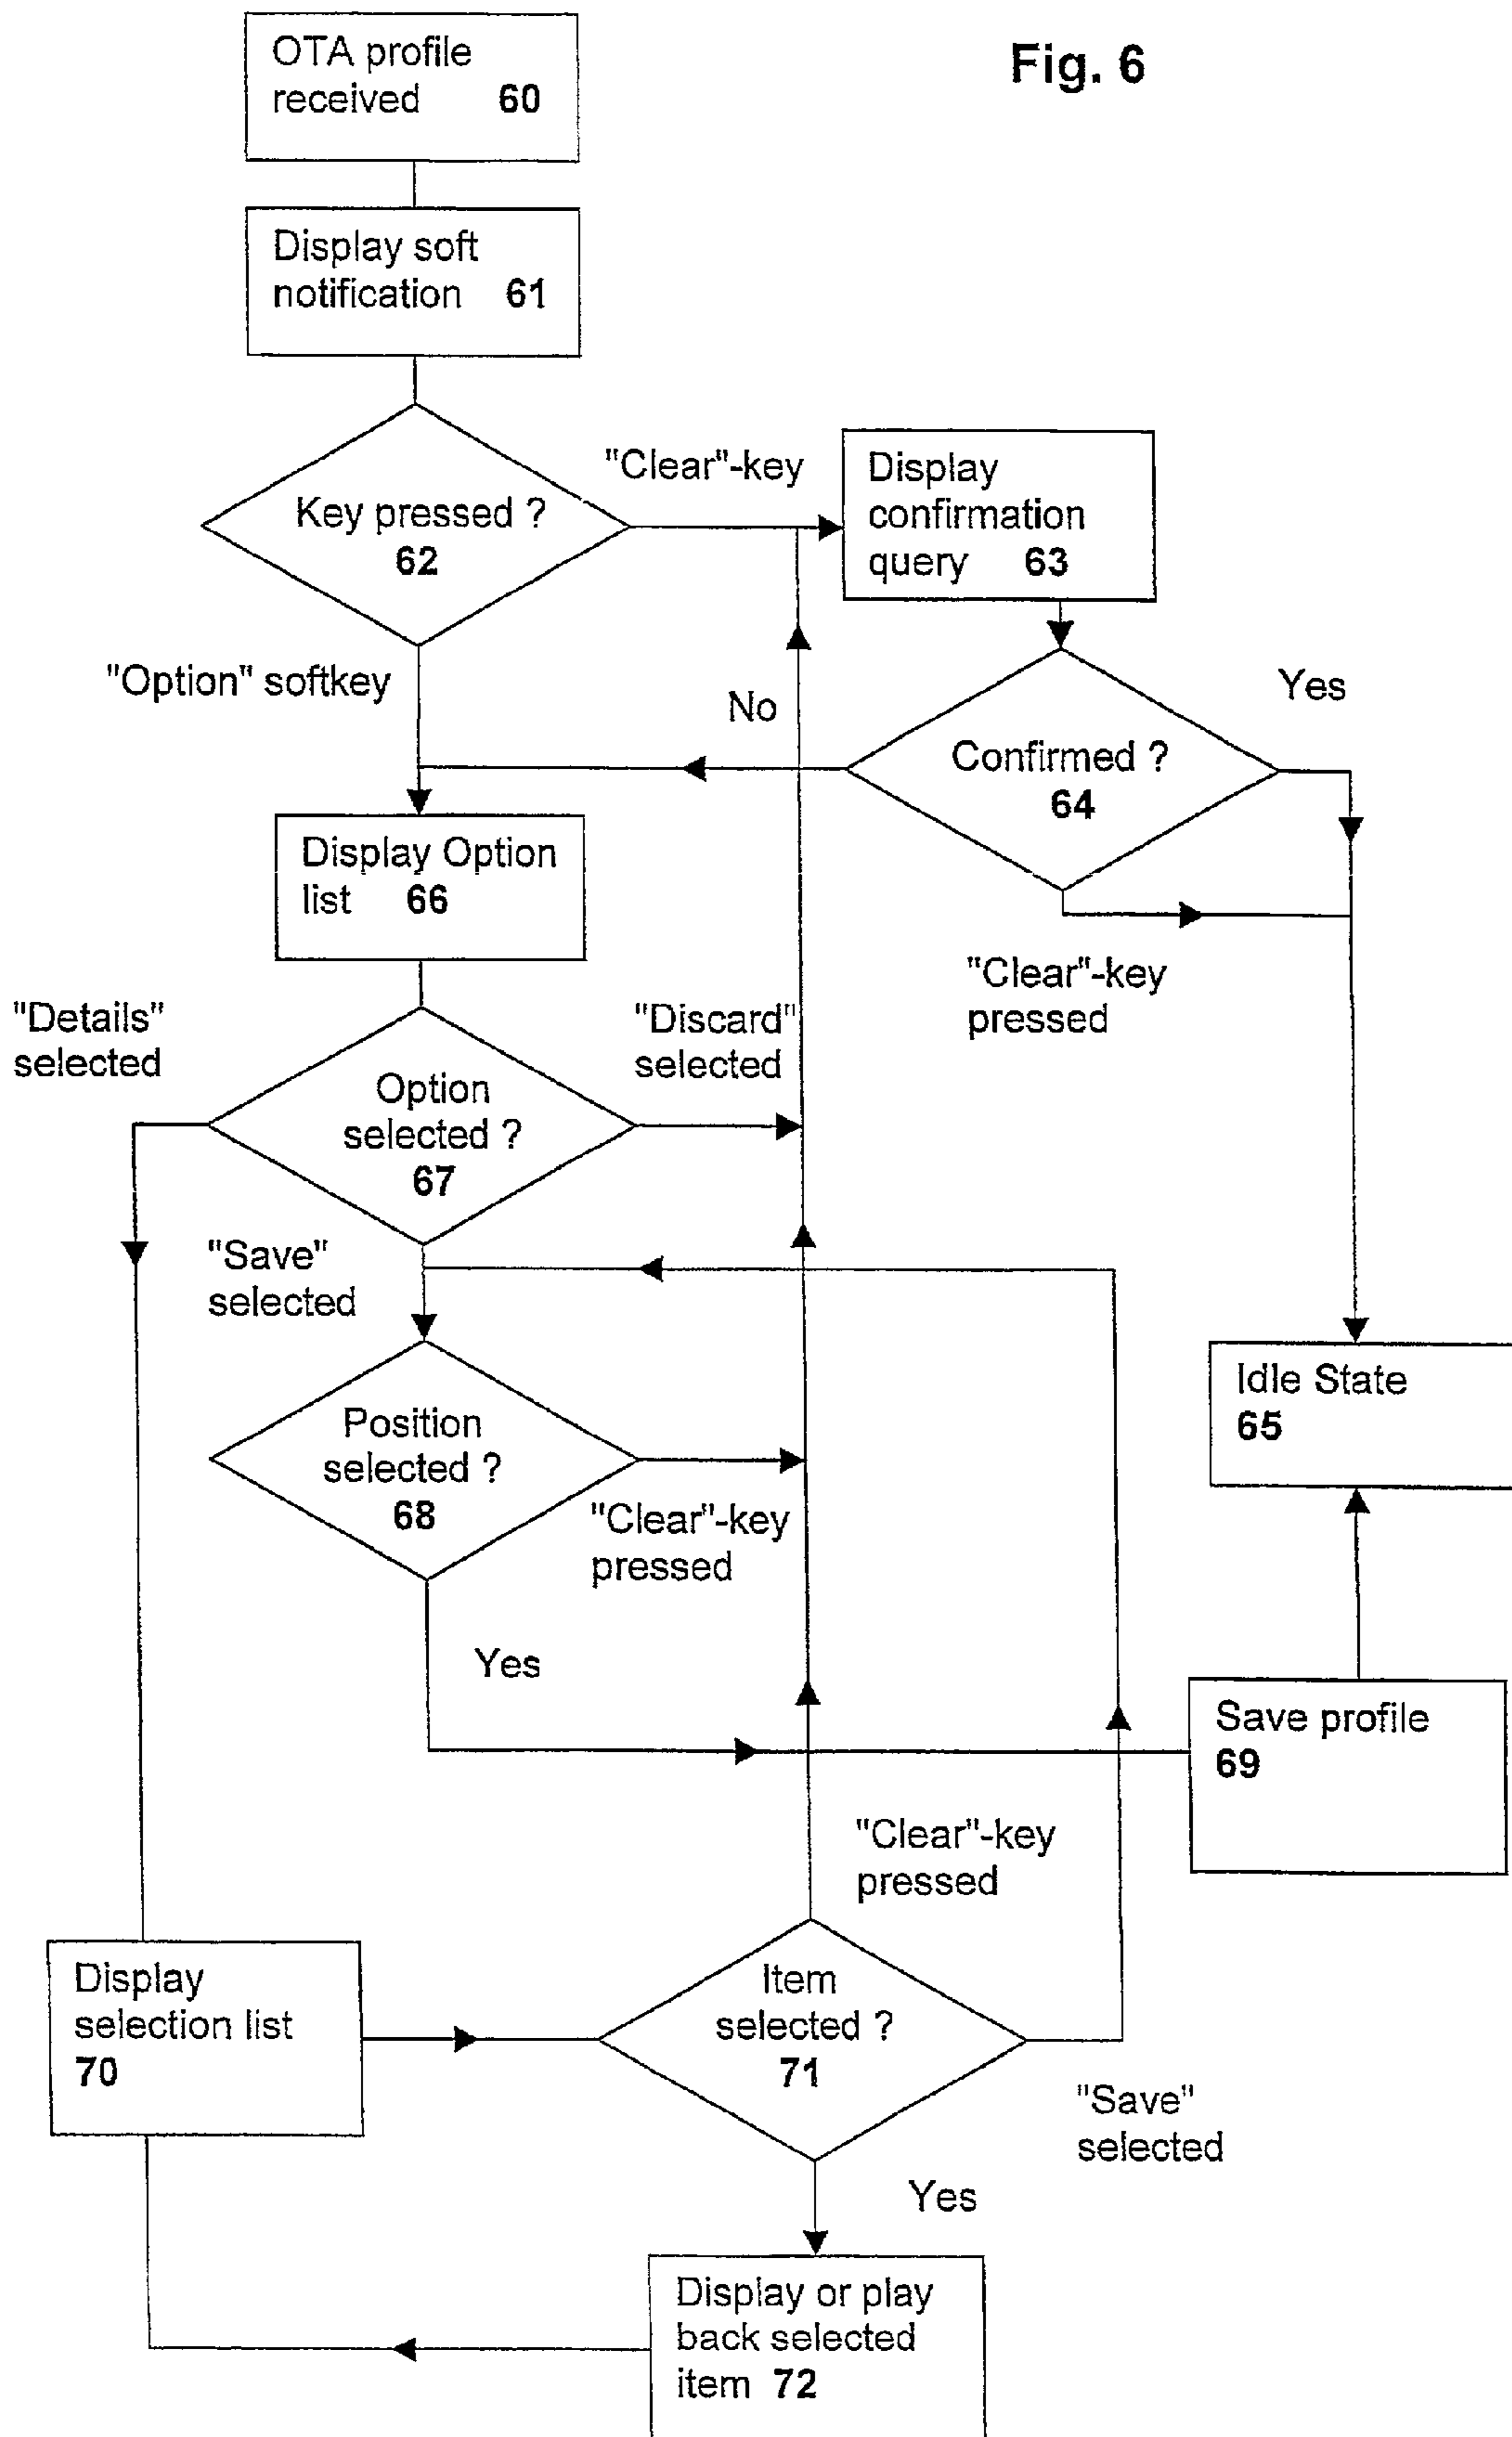 Fig. 6
OTA profile
received 60
Display soft
notification 61
Key pressed ?
62
"Clear"-key
Display
confirmation
query 63
"Option" softkey
No
Yes
Confirmed ?
64
Display Option
list 66
"Clear"-key
pressed
"Details"
selected
"Discard"
selected
Option
selected ?
67
"Save"
selected
Idle State
65
Position
selected ?
68
"Clear"-key
pressed
Yes
Save profile
69
"Clear"-key
pressed
Display
selection list
70
Item
selected ?
71
"Save"
selected
Yes
Display or play
back selected
item 72